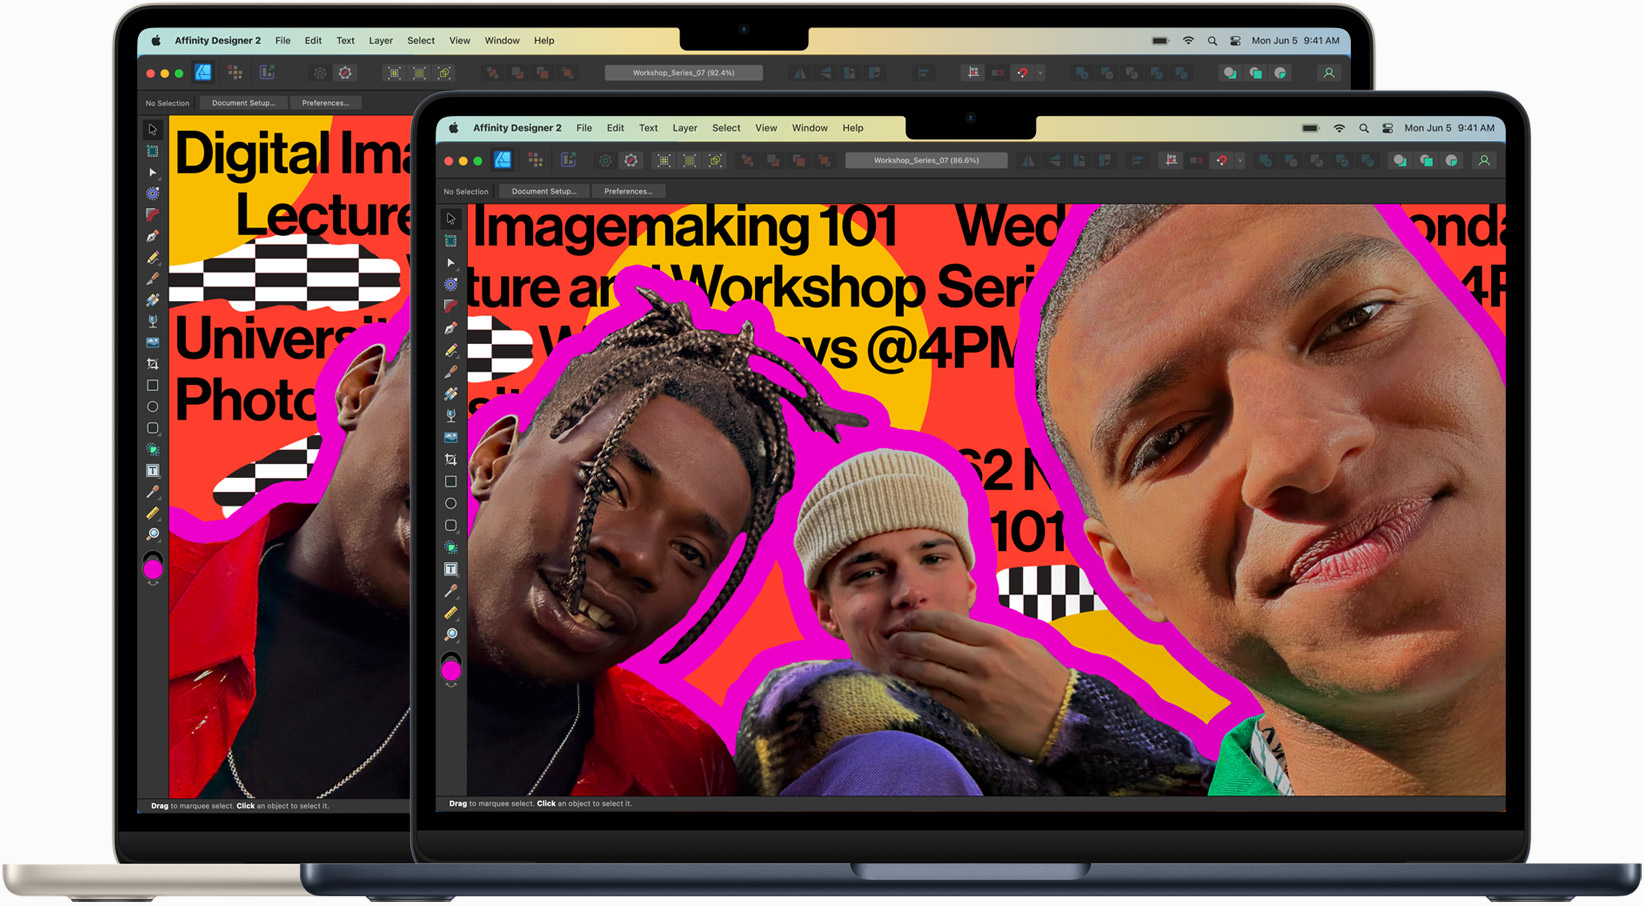 Affinity Designer 2 File Edit Text Layer Select View Window Help Mon Jun 5 9:41 AM
Workshop_Series_07 (92.4%)
No Selection Document Setup... Preferences...
Digital Ima
Lecture
Univers
Photo
Drag to marquee select. Click an object to select it.
Affinity Designer 2 File Edit Text Layer Select View Window Help Mon Jun 5 9:41 AM
Workshop_Series_07 (86.6%)
No Selection Document Setup... Preferences...
Imagemaking 101 Wed onda
ture an Workshop Seri 4P
W ys @4PM
si
62 N
101
T
Drag to marquee select. Click an object to select it.